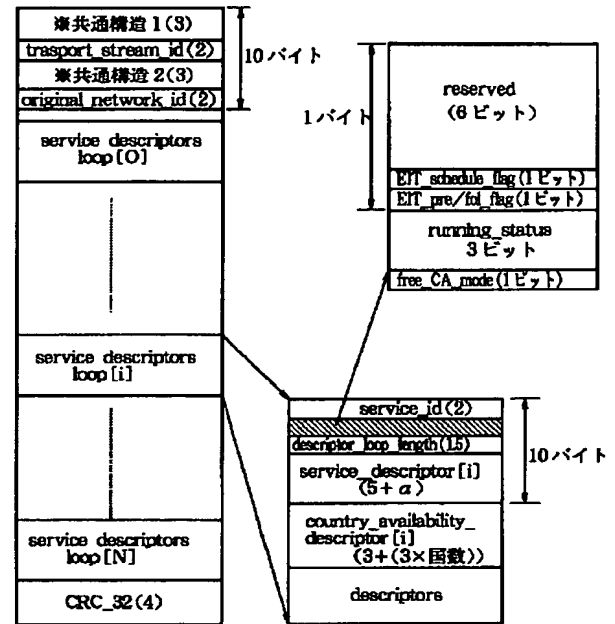 ※共通構造1(3)
trasport_stream_id(2)
※共通構造2(3)
original_network_id(2)
10バイト
service descriptors
loop[0]
service descriptors
loop[i]
service descriptors
loop[N]
CRC_32(4)
1バイト
reserved
(6ビット)
EIT_schedule_flag(1ビット)
EIT_pre/fol_flag(1ビット)
running_status
3ビット
free_CA_mode(1ビット)
service_id(2)
descriptor_loop_length(1.5)
service_descriptor[i]
(5+α)
10バイト
country_availability_
descriptor[i]
(3+(3×国数))
descriptors